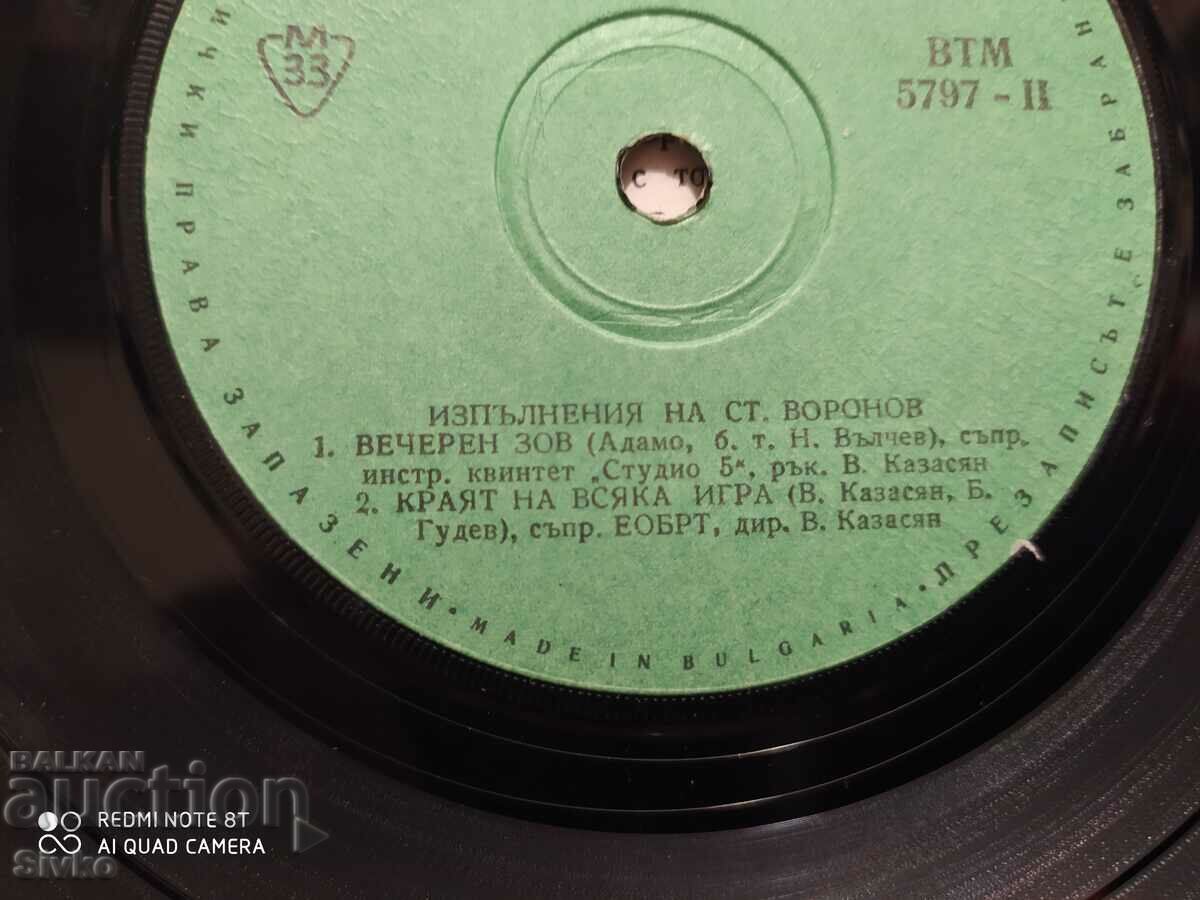 М
33
ВТМ
5797 - II
с то
ИЗПЪЛНЕНИЯ НА СТ. ВОРОНОВ
1. ВЕЧЕРЕН ЗОВ (Адамо, б. т. Н. Вълчев), съпр.
инстр. квинтет „Студио 5“, рък. В. Казасян
2. КРАЯТ НА ВСЯКА ИГРА (В. Казасян, Б.
Гудев), съпр. ЕОБРТ, дир. В. Казасян
ИЧКИ ПРАВА ЗАПАЗЕНИ • MADE IN BULGARIA • ПРЕЗАПИСЪТ Е ЗАБРАН
BALKAN
auction
REDMI NOTE 8T
AI QUAD CAMERA
Sivko